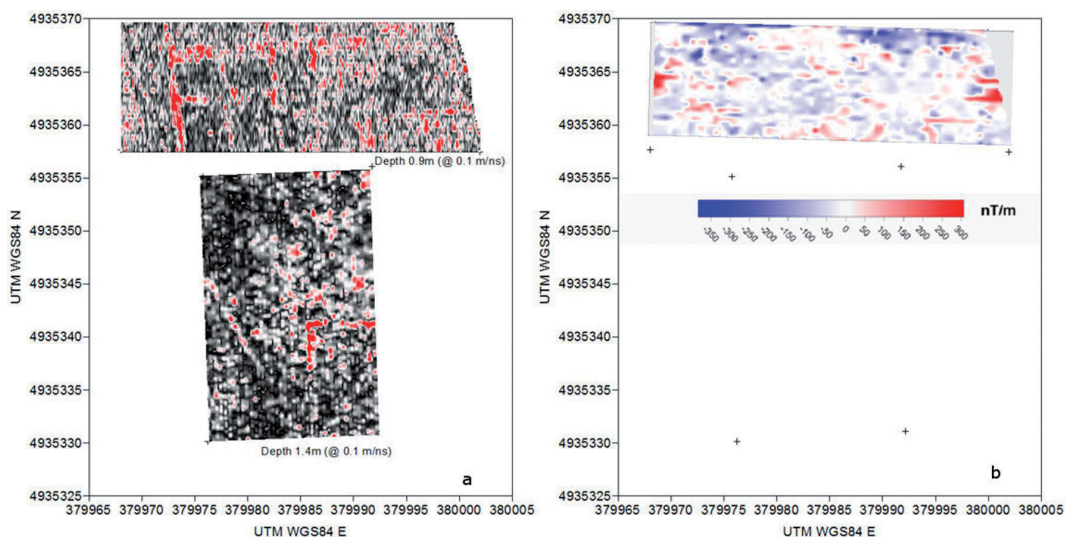 4935370
4935365
4935360
4935355
4935350
4935345
4935340
4935335
4935330
4935325
UTM WGS84 N
Depth 0.9m (@ 0.1 m/ns)
Depth 1.4m (@ 0.1 m/ns)
a
379965 379970 379975 379980 379985 379990 379995 380000 380005
UTM WGS84 E
4935370
4935365
4935360
4935355
4935350
4935345
4935340
4935335
4935330
4935325
UTM WGS84 N
nT/m
-350 -300 -250 -200 -150 -100 -50 0 50 100 150 200 250 300
b
379965 379970 379975 379980 379985 379990 379995 380000 380005
UTM WGS84 E